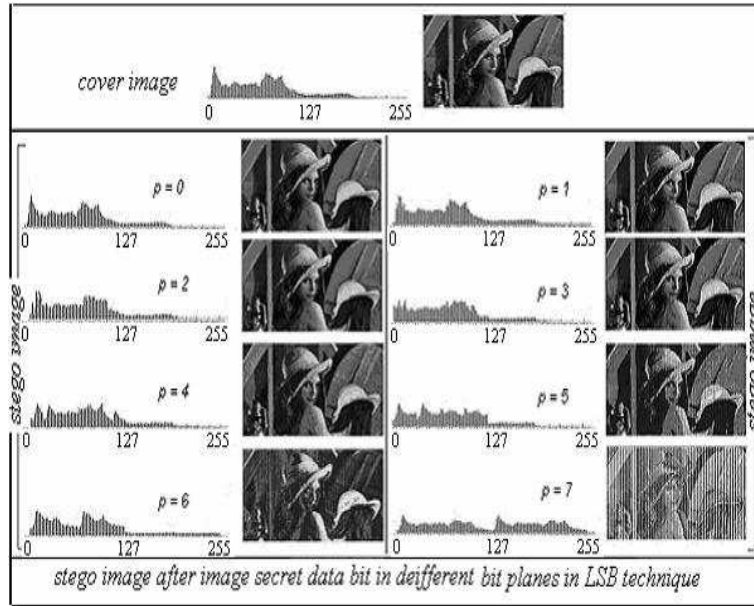 cover image
0 127 255
p = 0
0 127 255
p = 1
0 127 255
p = 2
0 127 255
p = 3
0 127 255
p = 4
0 127 255
p = 5
0 127 255
p = 6
0 127 255
p = 7
0 127 255
stego image
stego image
stego image after image secret data bit in deifferent bit planes in LSB technique